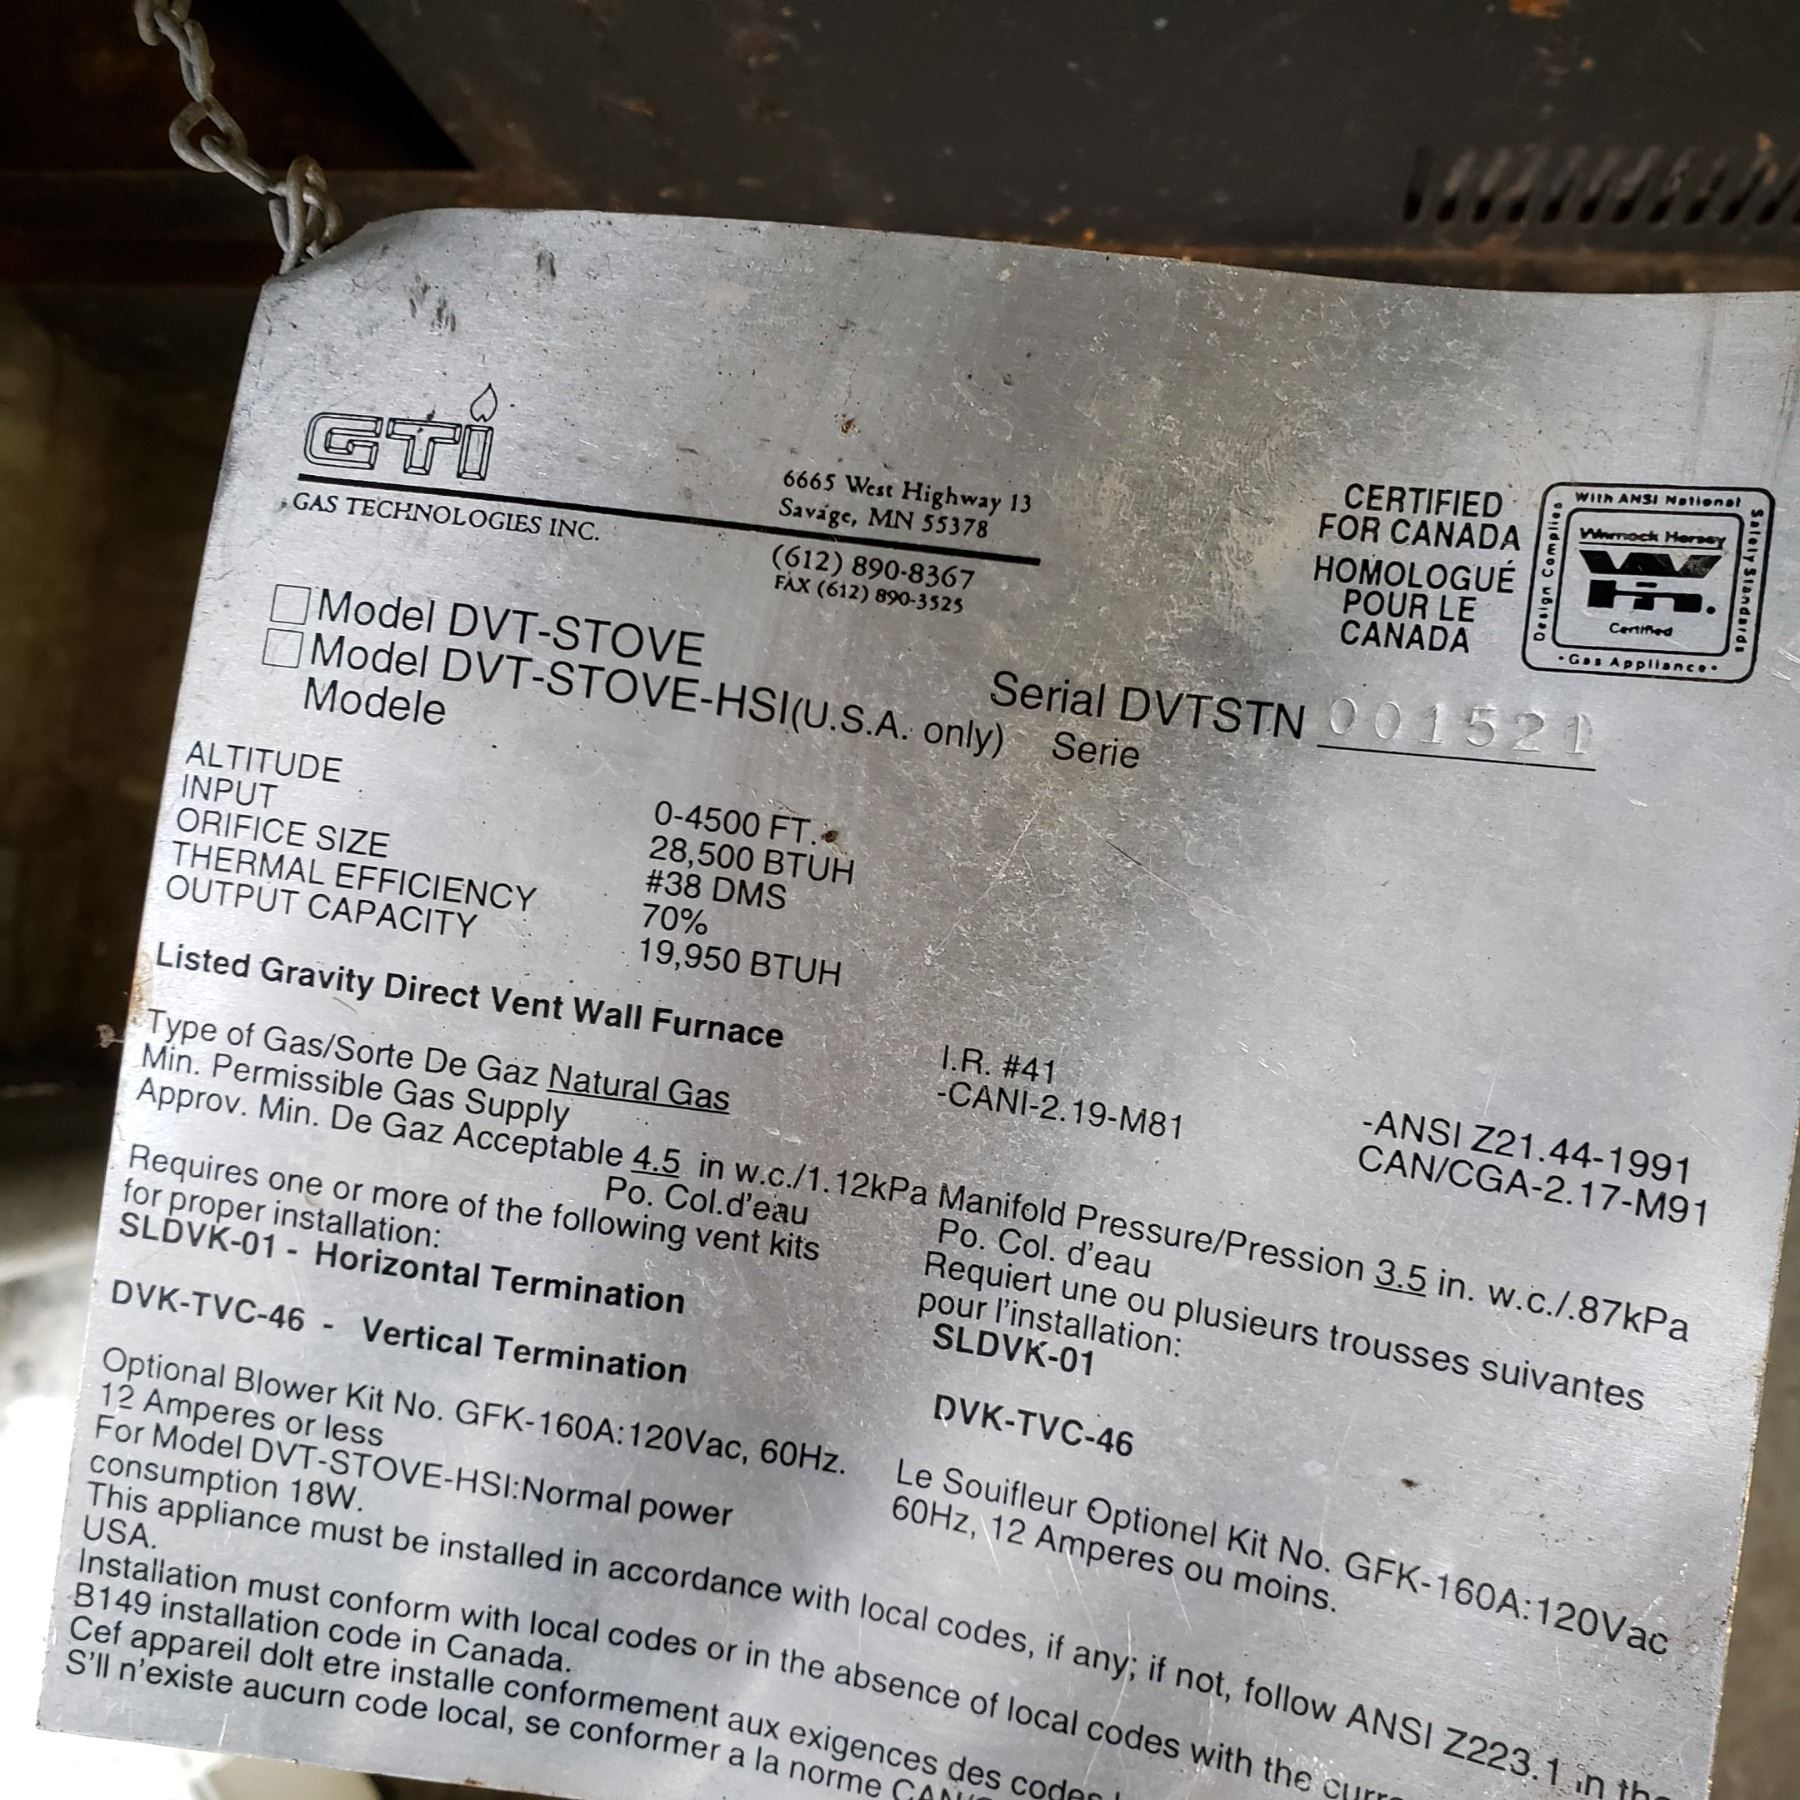 GTI
GAS TECHNOLOGIES INC.
6665 West Highway 13
Savage, MN 55378
(612) 890-8367
FAX (612) 890-3525
CERTIFIED
FOR CANADA
HOMOLOGUÉ
POUR LE
CANADA
Design Complies
With ANSI National
Safety Standards
Warnock Hersey
WH.
Certified
·Gas Appliance·
Model DVT-STOVE
Model DVT-STOVE-HSI(U.S.A. only)
Modele
Serial DVTSTN 001521
Serie
ALTITUDE 0-4500 FT.
INPUT 28,500 BTUH
ORIFICE SIZE #38 DMS
THERMAL EFFICIENCY 70%
OUTPUT CAPACITY 19,950 BTUH
Listed Gravity Direct Vent Wall Furnace
I.R. #41
-CANI-2.19-M81
-ANSI Z21.44-1991
CAN/CGA-2.17-M91
Type of Gas/Sorte De Gaz Natural Gas
Min. Permissible Gas Supply
Approv. Min. De Gaz Acceptable 4.5 in w.c./1.12kPa Manifold Pressure/Pression 3.5 in. w.c./.87kPa
Po. Col.d'eau
Po. Col. d'eau
Requires one or more of the following vent kits
for proper installation:
SLDVK-01 - Horizontal Termination
DVK-TVC-46 - Vertical Termination
Requiert une ou plusieurs trousses suivantes
pour l'installation:
SLDVK-01
DVK-TVC-46
Optional Blower Kit No. GFK-160A:120Vac, 60Hz.
12 Amperes or less
For Model DVT-STOVE-HSI:Normal power
consumption 18W.
Le Souifleur Optionel Kit No. GFK-160A:120Vac
60Hz, 12 Amperes ou moins.
This appliance must be installed in accordance with local codes, if any; if not, follow ANSI Z223.1 in the
USA.
Installation must conform with local codes or in the absence of local codes with the curr
B149 installation code in Canada.
Cef appareil dolt etre installe conformement aux exigences des codes
S'll n'existe aucurn code local, se conformer a la norme CAN